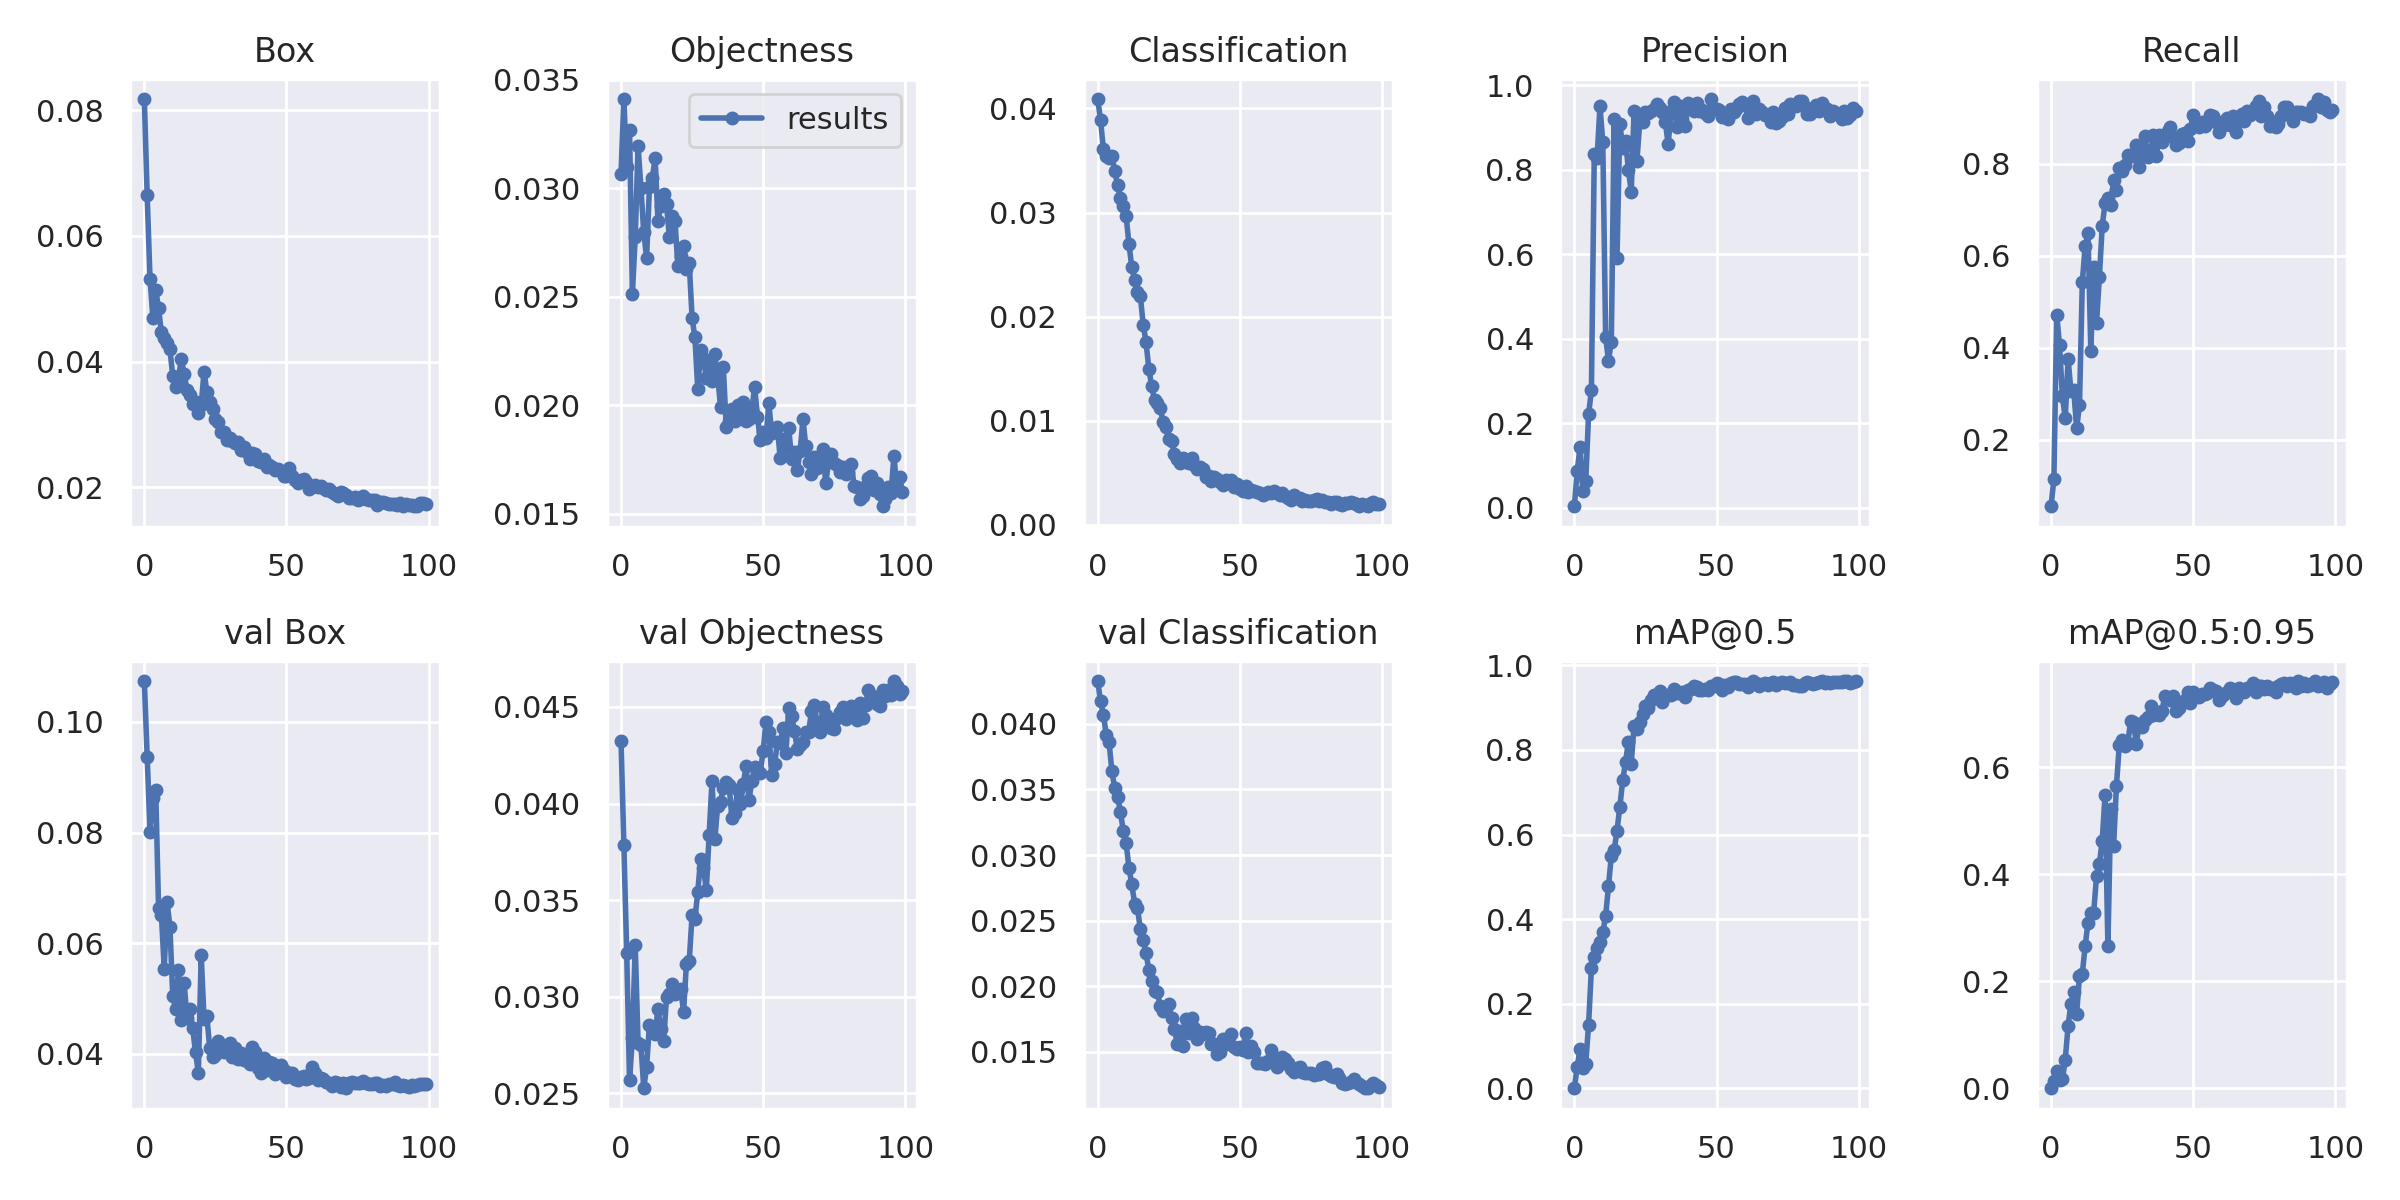 Box
Objectness
Classification
Precision
Recall
0.08
0.06
0.04
0.02
0 50 100
0.035
0.030
0.025
0.020
0.015
results
0 50 100
0.04
0.03
0.02
0.01
0.00
0 50 100
1.0
0.8
0.6
0.4
0.2
0.0
0 50 100
0.8
0.6
0.4
0.2
0 50 100
val Box
val Objectness
val Classification
mAP@0.5
mAP@0.5:0.95
0.10
0.08
0.06
0.04
0 50 100
0.045
0.040
0.035
0.030
0.025
0 50 100
0.040
0.035
0.030
0.025
0.020
0.015
0 50 100
1.0
0.8
0.6
0.4
0.2
0.0
0 50 100
0.6
0.4
0.2
0.0
0 50 100